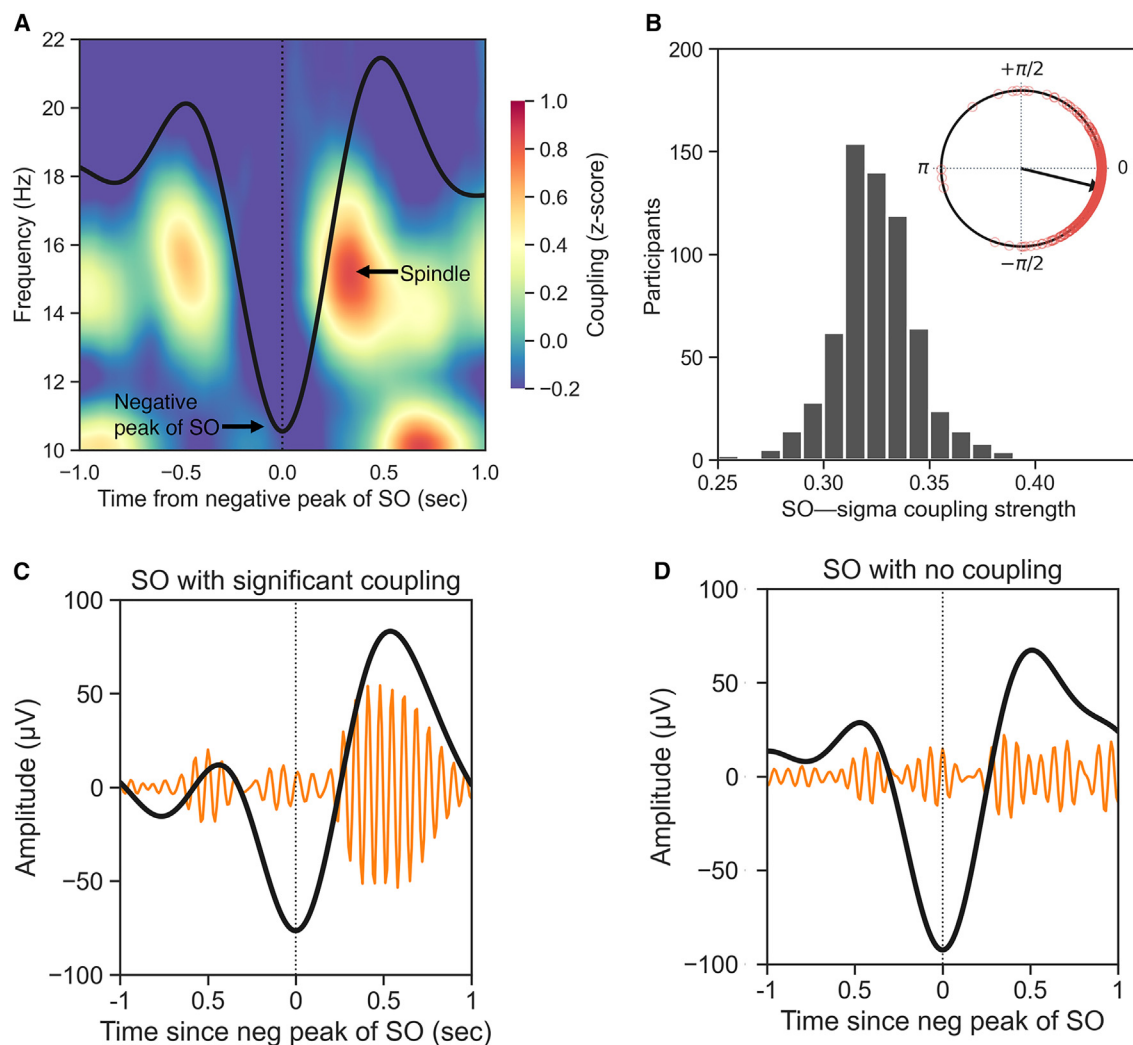 A
22
20
18
16
14
12
10
Frequency (Hz)
Spindle
Negative
peak of SO
−1.0
−0.5
0.0
0.5
1.0
Time from negative peak of SO (sec)
1.0
0.8
0.6
0.4
0.2
0.0
−0.2
Coupling (z-score)
B
200
150
100
50
0
Participants
+π/2
π
0
−π/2
0.25
0.30
0.35
0.40
SO—sigma coupling strength
C
SO with significant coupling
100
50
0
−50
−100
Amplitude (µV)
-1
0.5
0
0.5
1
Time since neg peak of SO (sec)
D
SO with no coupling
100
50
0
−50
−100
Amplitude (µV)
-1
0.5
0
0.5
1
Time since neg peak of SO